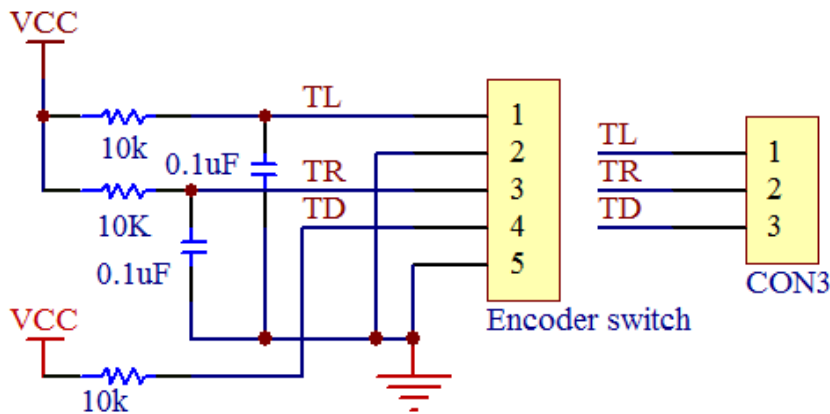 VCC
TL
10k
0.1uF
TR
10K
TD
0.1uF
VCC
10k
1
2
3
4
5
Encoder switch
TL
TR
TD
1
2
3
CON3